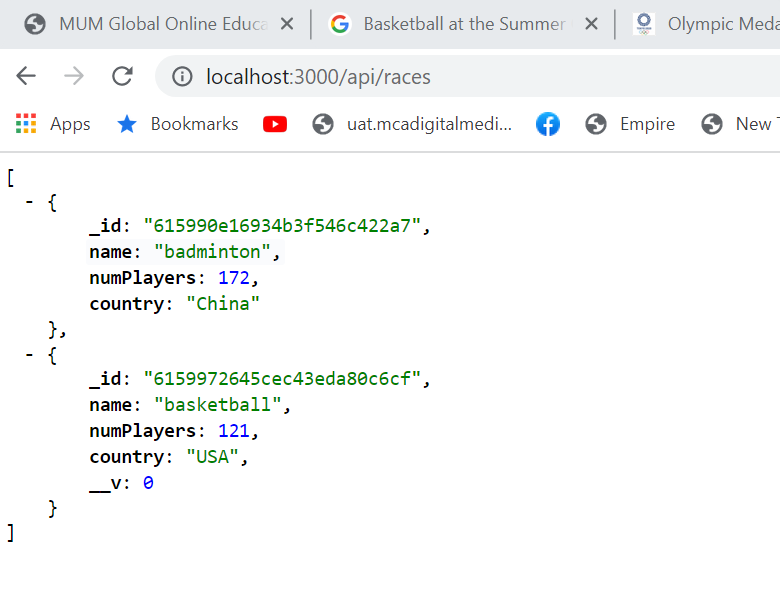 MUM Global Online Educa
Basketball at the Summer
Olympic Meda
localhost:3000/api/races
Apps
Bookmarks
uat.mcadigitalmedi...
Empire
New T
[
- {
_id: "615990e16934b3f546c422a7",
name: "badminton",
numPlayers: 172,
country: "China"
},
- {
_id: "6159972645cec43eda80c6cf",
name: "basketball",
numPlayers: 121,
country: "USA",
__v: 0
}
]